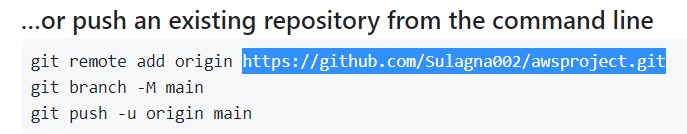 ...or push an existing repository from the command line
git remote add origin https://github.com/Sulagna002/awsproject.git
git branch -M main
git push -u origin main